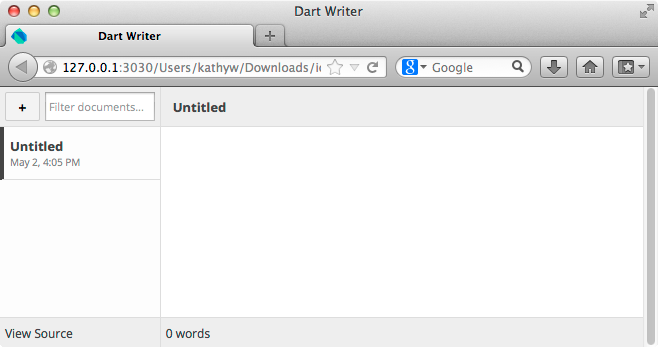 Dart Writer
Dart Writer
127.0.0.1:3030/Users/kathyw/Downloads/i
Google
+
Filter documents...
Untitled
Untitled
May 2, 4:05 PM
View Source
0 words